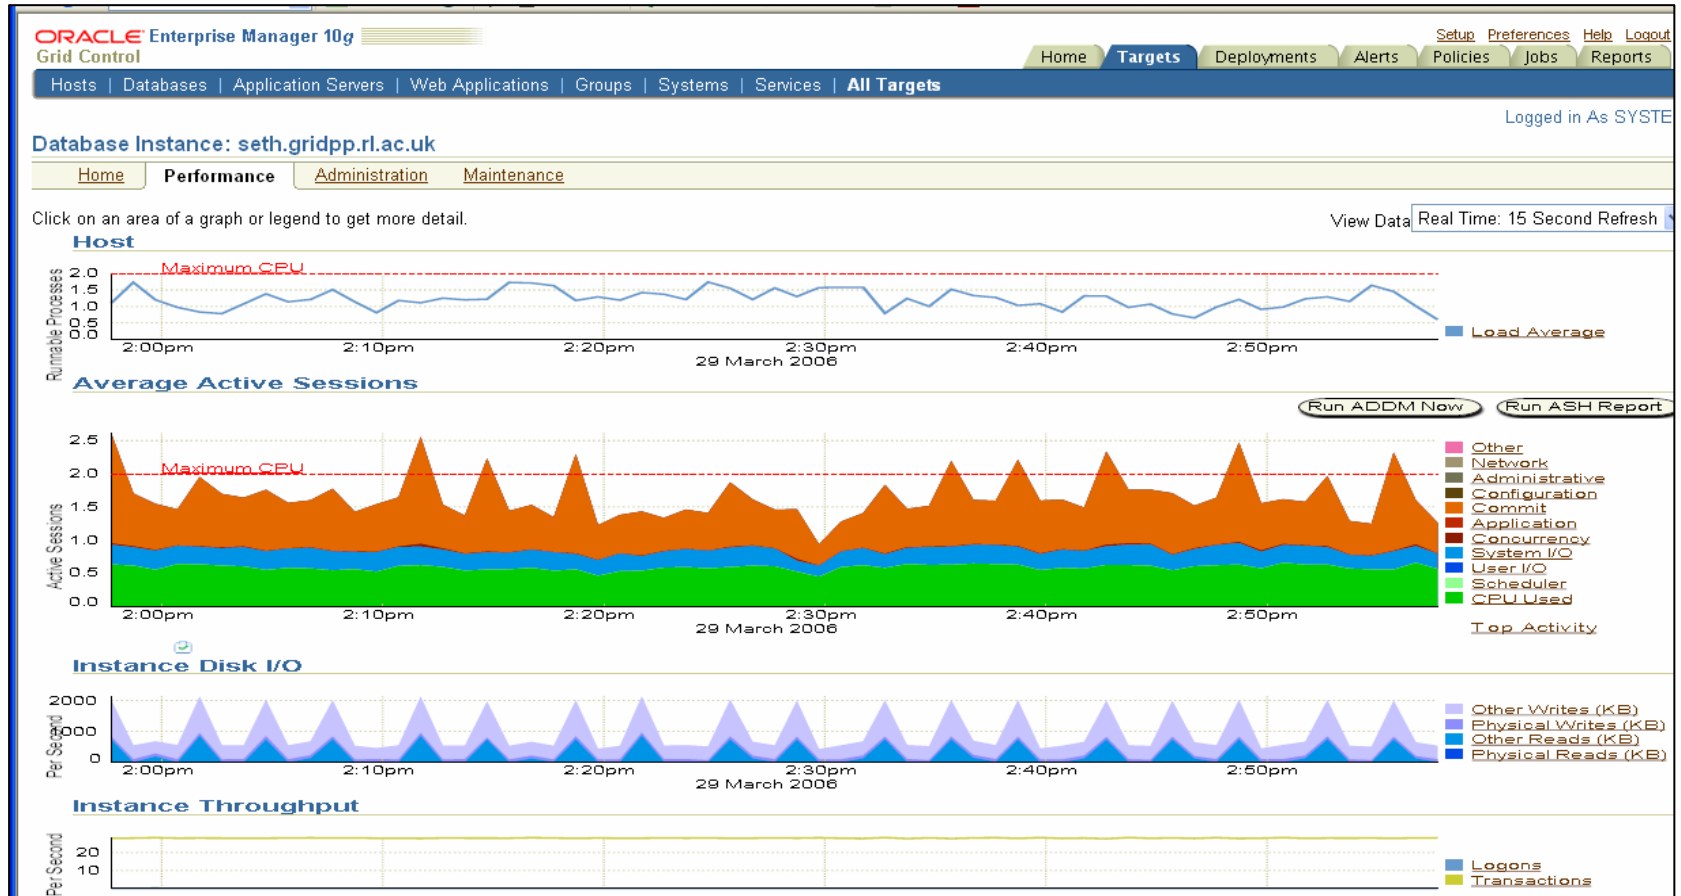 ORACLE Enterprise Manager 10g
Grid Control
Setup Preferences Help Logout
Home Targets Deployments Alerts Policies Jobs Reports
Hosts | Databases | Application Servers | Web Applications | Groups | Systems | Services | All Targets
Logged in As SYSTE
Database Instance: seth.gridpp.rl.ac.uk
Home Performance Administration Maintenance
Click on an area of a graph or legend to get more detail.
View Data Real Time: 15 Second Refresh
Host
Runnable Processes
2.0
1.5
1.0
0.5
0.0
Maximum CPU
2:00pm 2:10pm 2:20pm 2:30pm 2:40pm 2:50pm
29 March 2006
Load Average
Average Active Sessions
Run ADDM Now Run ASH Report
Active Sessions
2.5
2.0
1.5
1.0
0.5
0.0
Maximum CPU
2:00pm 2:10pm 2:20pm 2:30pm 2:40pm 2:50pm
29 March 2006
Other
Network
Administrative
Configuration
Commit
Application
Concurrency
System I/O
User I/O
Scheduler
CPU Used
Top Activity
Instance Disk I/O
Per Second
2000
1000
0
2:00pm 2:10pm 2:20pm 2:30pm 2:40pm 2:50pm
29 March 2006
Other Writes (KB)
Physical Writes (KB)
Other Reads (KB)
Physical Reads (KB)
Instance Throughput
Per Second
20
10
Logons
Transactions